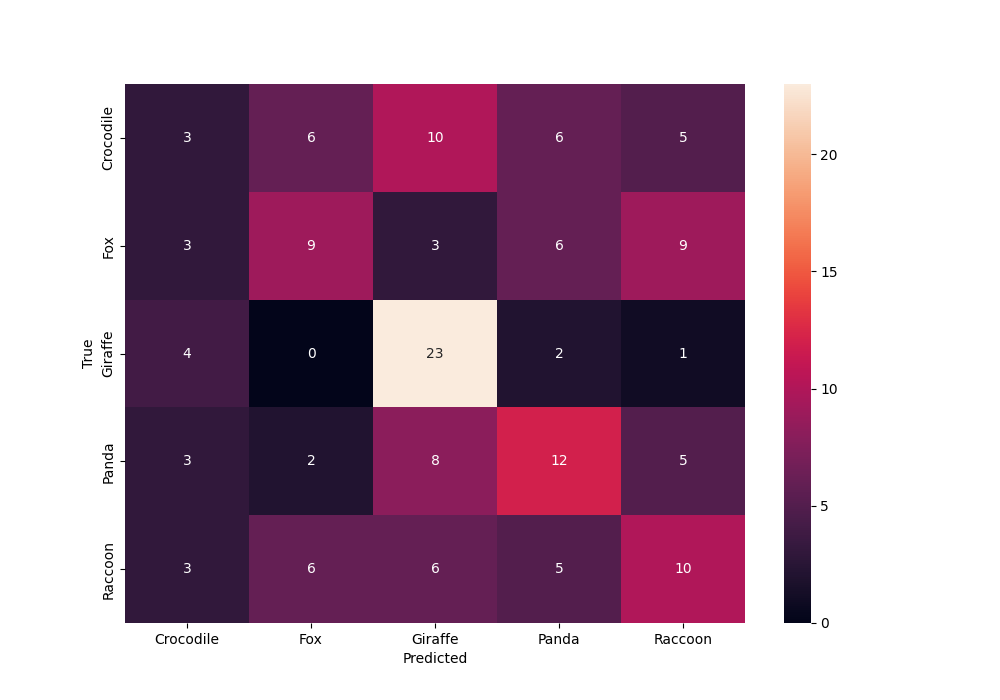 Crocodile 3 6 10 6 5
Fox 3 9 3 6 9
Giraffe 4 0 23 2 1
Panda 3 2 8 12 5
Raccoon 3 6 6 5 10
True
Crocodile Fox Giraffe Panda Raccoon
Predicted
20
15
10
5
0